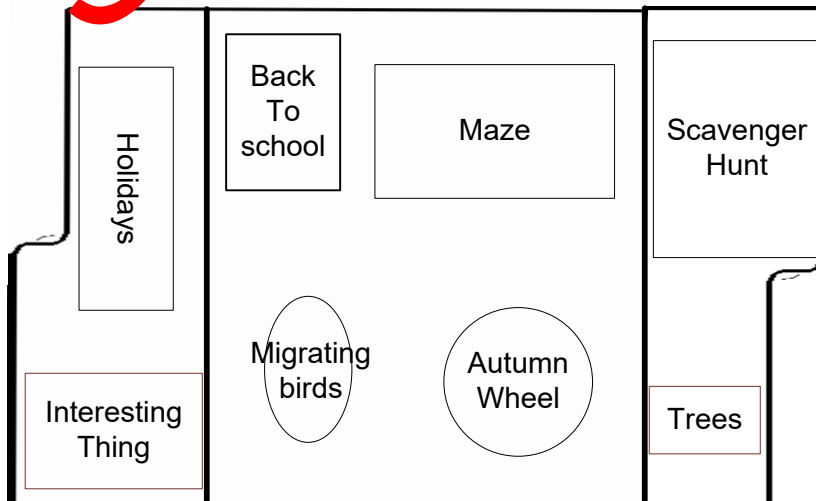 Holidays
Back
To
school
Maze
Scavenger
Hunt
Interesting
Thing
Migrating
birds
Autumn
Wheel
Trees